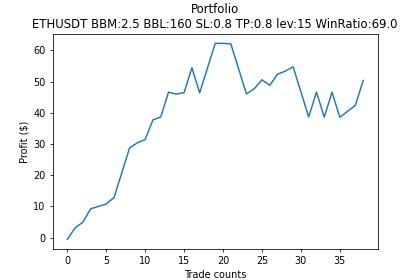 Portfolio
ETHUSDT BBM:2.5 BBL:160 SL:0.8 TP:0.8 lev:15 WinRatio:69.0
60
50
40
30
20
10
0
Profit ($)
0 5 10 15 20 25 30 35
Trade counts